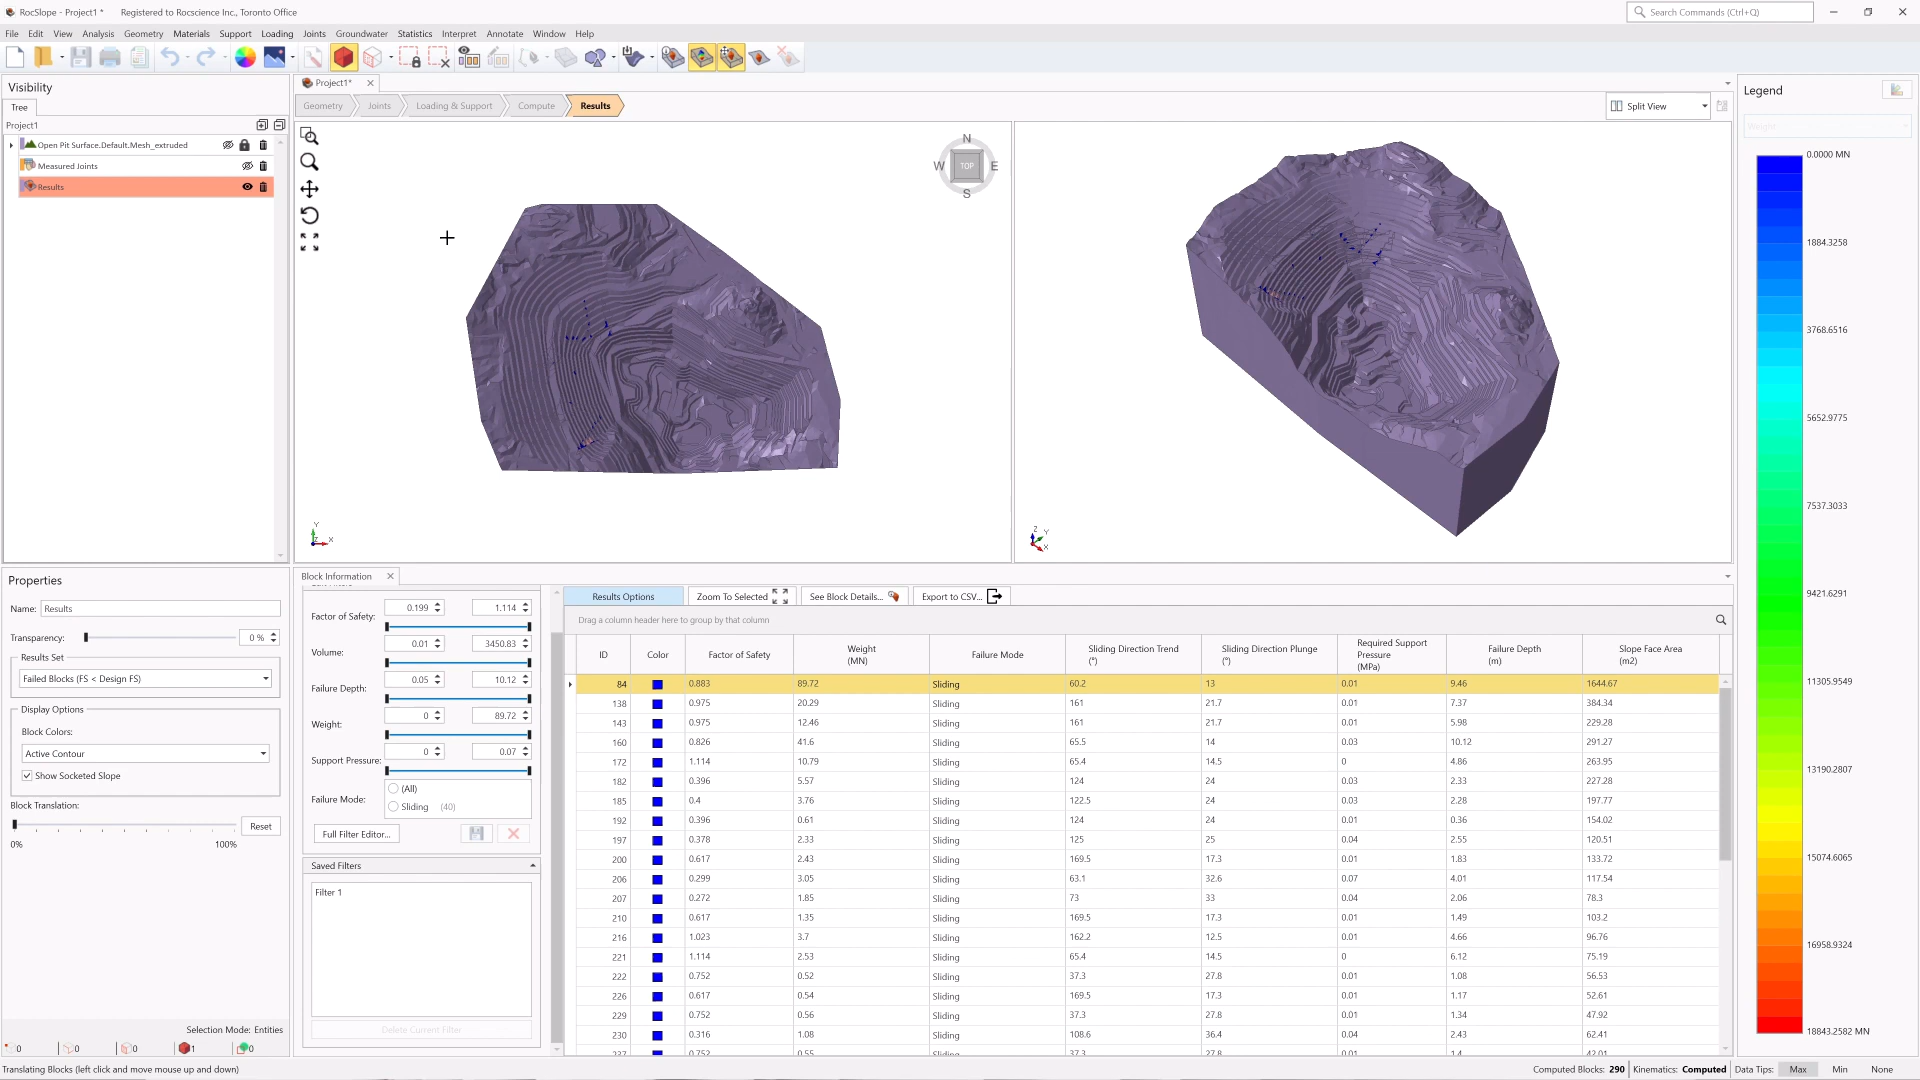 RocSlope - Project1 * Registered to Rocscience Inc., Toronto Office
Search Commands (Ctrl+Q)
File Edit View Analysis Geometry Materials Support Loading Joints Groundwater Statistics Interpret Annotate Window Help
Visibility
Tree
Project1
Open Pit Surface.Default.Mesh_extruded
Measured Joints
Results
Project1*
Geometry Joints Loading & Support Compute Results
Split View
N
W TOP E
S
Y
Z X
Z
Y
X
Legend
Weight
0.0000 MN
1884.3258
3768.6516
5652.9775
7537.3033
9421.6291
11305.9549
13190.2807
15074.6065
16958.9324
18843.2582 MN
Properties
Name: Results
Transparency: 0 %
Results Set
Failed Blocks (FS < Design FS)
Display Options
Block Colors:
Active Contour
Show Socketed Slope
Block Translation:
Reset
0% 100%
Selection Mode: Entities
0 0 0 1 0
Block Information
Factor of Safety: 0.199 1.114
Volume: 0.01 3450.83
Failure Depth: 0.05 10.12
Weight: 0 89.72
Support Pressure: 0 0.07
Failure Mode: (All)
Sliding (40)
Full Filter Editor...
Saved Filters
Filter 1
Delete Current Filter
Results Options Zoom To Selected See Block Details... Export to CSV...
Drag a column header here to group by that column
ID Color Factor of Safety Weight (MN) Failure Mode Sliding Direction Trend (°) Sliding Direction Plunge (°) Required Support Pressure (MPa) Failure Depth (m) Slope Face Area (m2)
84 0.883 89.72 Sliding 60.2 13 0.01 9.46 1644.67
138 0.975 20.29 Sliding 161 21.7 0.01 7.37 384.34
143 0.975 12.46 Sliding 161 21.7 0.01 5.98 229.28
160 0.826 41.6 Sliding 65.5 14 0.03 10.12 291.27
172 1.114 10.79 Sliding 65.4 14.5 0 4.86 263.95
182 0.396 5.57 Sliding 124 24 0.03 2.33 227.28
185 0.4 3.76 Sliding 122.5 24 0.03 2.28 197.77
192 0.396 0.61 Sliding 124 24 0.01 0.36 154.02
197 0.378 2.33 Sliding 125 25 0.04 2.55 120.51
200 0.617 2.43 Sliding 169.5 17.3 0.01 1.83 133.72
206 0.299 3.05 Sliding 63.1 32.6 0.07 4.01 117.54
207 0.272 1.85 Sliding 73 33 0.04 2.06 78.3
210 0.617 1.35 Sliding 169.5 17.3 0.01 1.49 103.2
216 1.023 3.7 Sliding 162.2 12.5 0.01 4.66 96.76
221 1.114 2.53 Sliding 65.4 14.5 0 6.12 75.19
222 0.752 0.52 Sliding 37.3 27.8 0.01 1.08 56.53
226 0.617 0.54 Sliding 169.5 17.3 0.01 1.17 52.61
229 0.752 0.56 Sliding 37.3 27.8 0.01 1.34 47.92
230 0.316 1.08 Sliding 108.6 36.4 0.04 2.43 62.41
237 0.752 0.55 Sliding 37.3 27.8 0.01 1.4 42.01
Translating Blocks (left click and move mouse up and down)
Computed Blocks: 290 Kinematics: Computed Data Tips: Max Min None